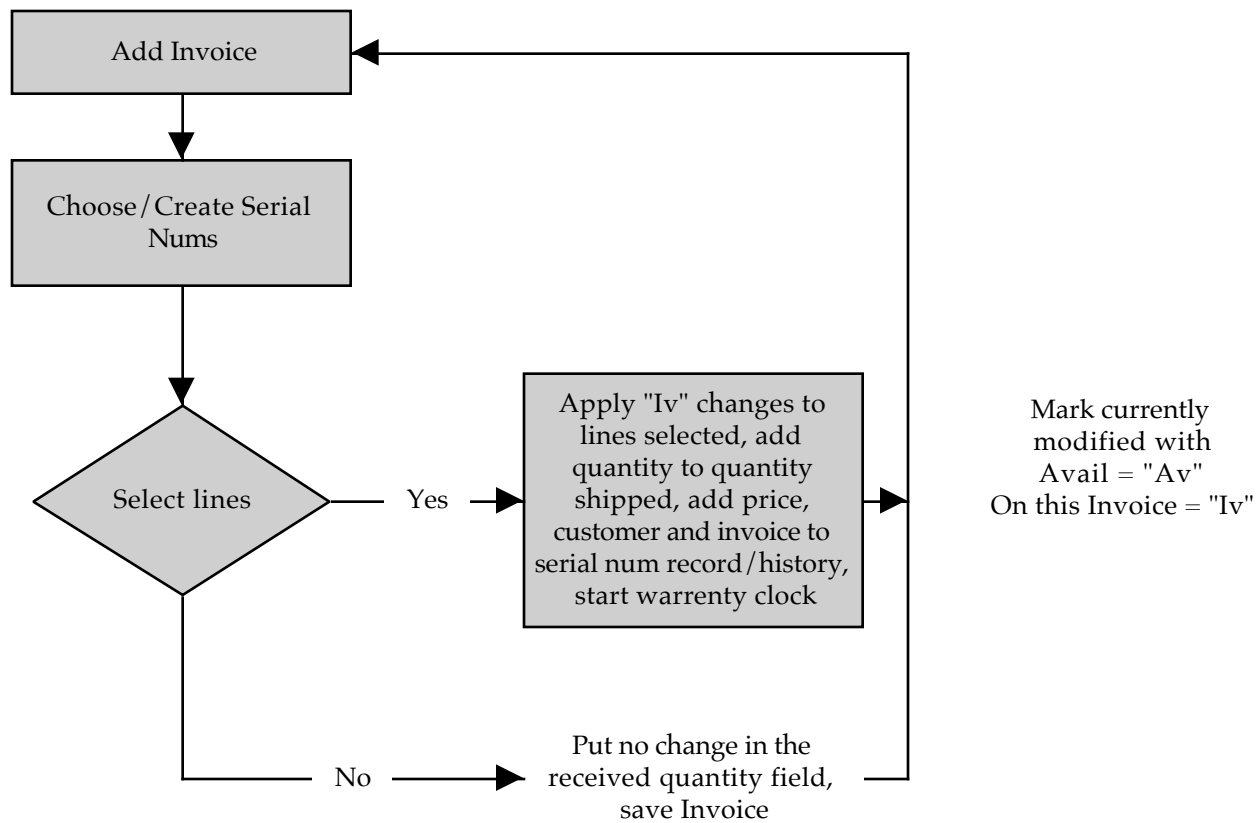 Add Invoice
Choose/Create Serial
Nums
Select lines
Yes
Apply "Iv" changes to
lines selected, add
quantity to quantity
shipped, add price,
customer and invoice to
serial num record/history,
start warrenty clock
Mark currently
modified with
Avail = "Av"
On this Invoice = "Iv"
No
Put no change in the
received quantity field,
save Invoice